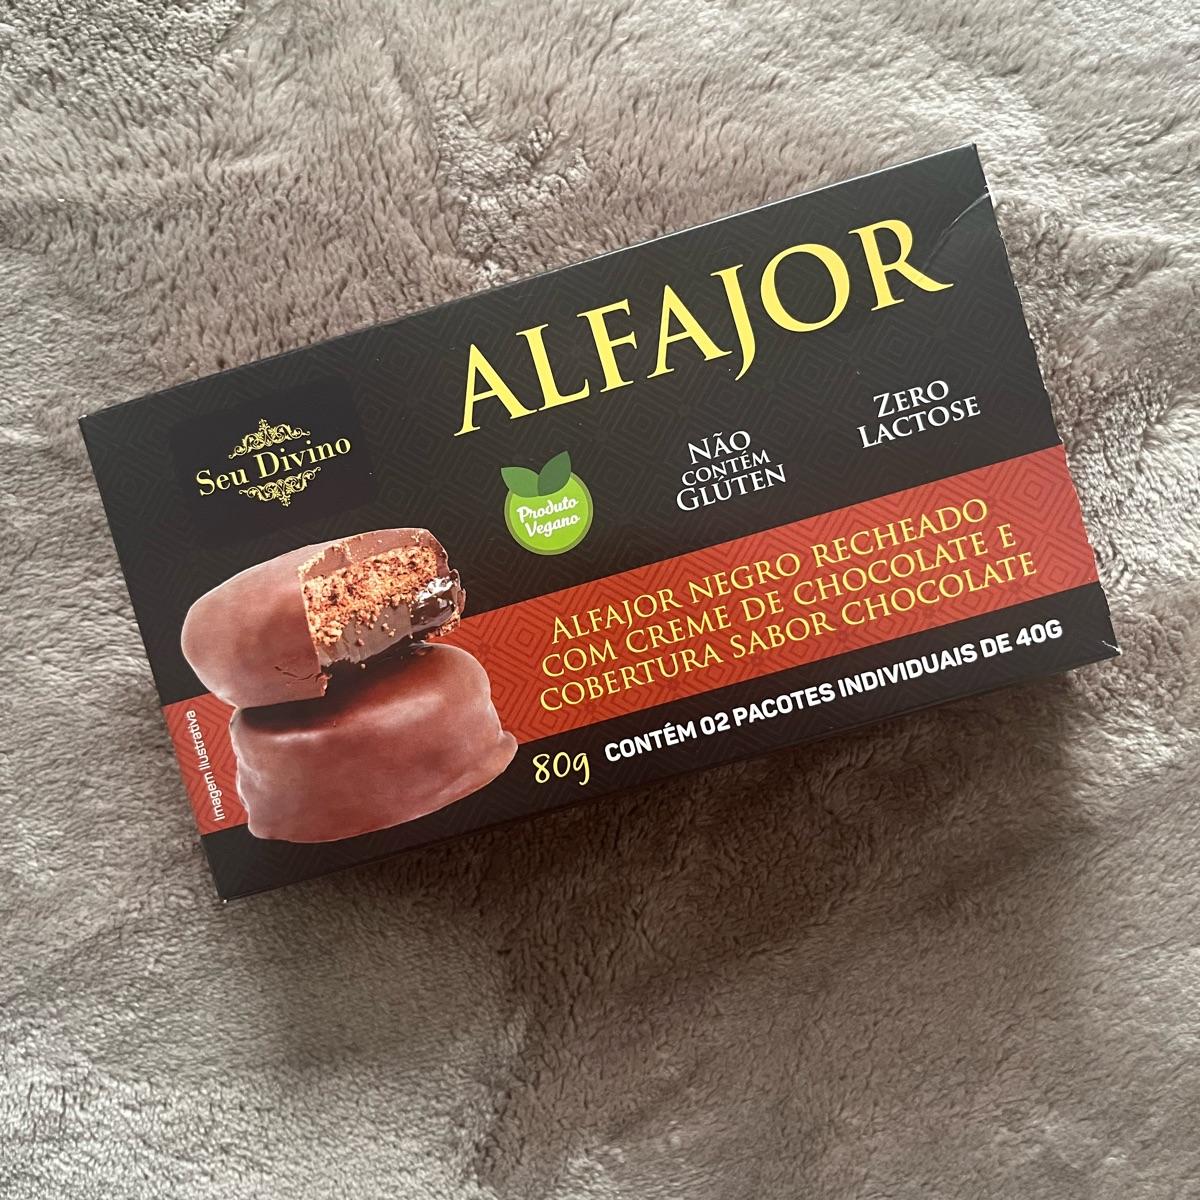 ALFAJOR
Seu Divino
Produto
Vegano
NÃO
CONTÉM
GLÚTEN
ZERO
LACTOSE
ALFAJOR NEGRO RECHEADO
COM CREME DE CHOCOLATE E
COBERTURA SABOR CHOCOLATE
80g CONTÉM 02 PACOTES INDIVIDUAIS DE 40G
Imagem Ilustrativa